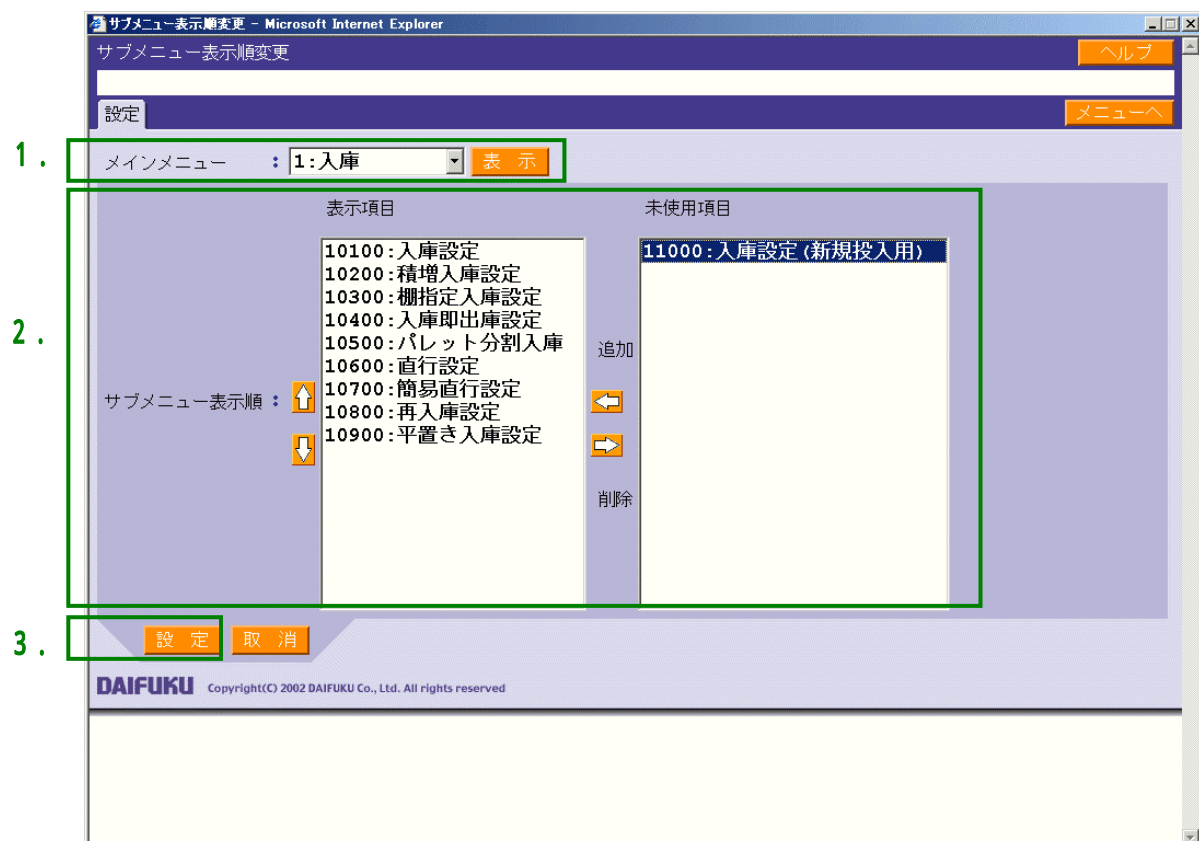 サブメニュー表示順変更 - Microsoft Internet Explorer
サブメニュー表示順変更
ヘルプ
設定
メニューへ
1.
メインメニュー : 1:入庫 表 示
2.
表示項目
未使用項目
10100:入庫設定
10200:積増入庫設定
10300:棚指定入庫設定
10400:入庫即出庫設定
10500:パレット分割入庫
10600:直行設定
10700:簡易直行設定
10800:再入庫設定
10900:平置き入庫設定
11000:入庫設定(新規投入用)
サブメニュー表示順 :
追加
削除
3.
設 定 取 消
DAIFUKU Copyright(C) 2002 DAIFUKU Co., Ltd. All rights reserved